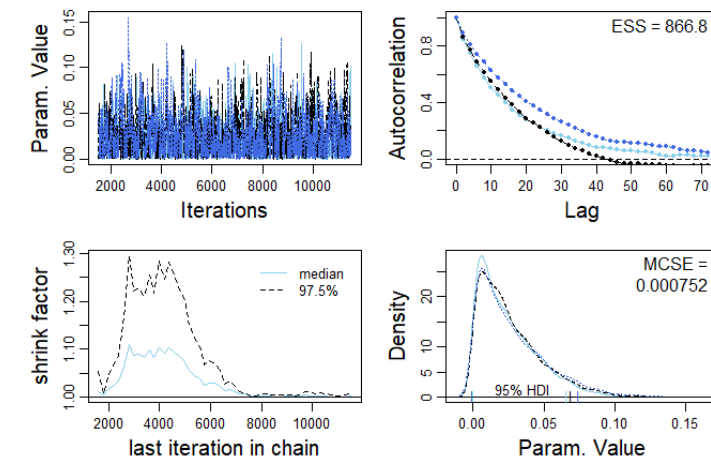 Param. Value
0.00 0.05 0.10 0.15
2000 4000 6000 8000 10000
Iterations
Autocorrelation
0.0 0.4 0.8
ESS = 866.8
0 10 20 30 40 50 60 70
Lag
shrink factor
1.00 1.10 1.20 1.30
median
97.5%
2000 4000 6000 8000 10000
last iteration in chain
Density
0 5 10 20
MCSE =
0.000752
95% HDI
0.00 0.05 0.10 0.15
Param. Value